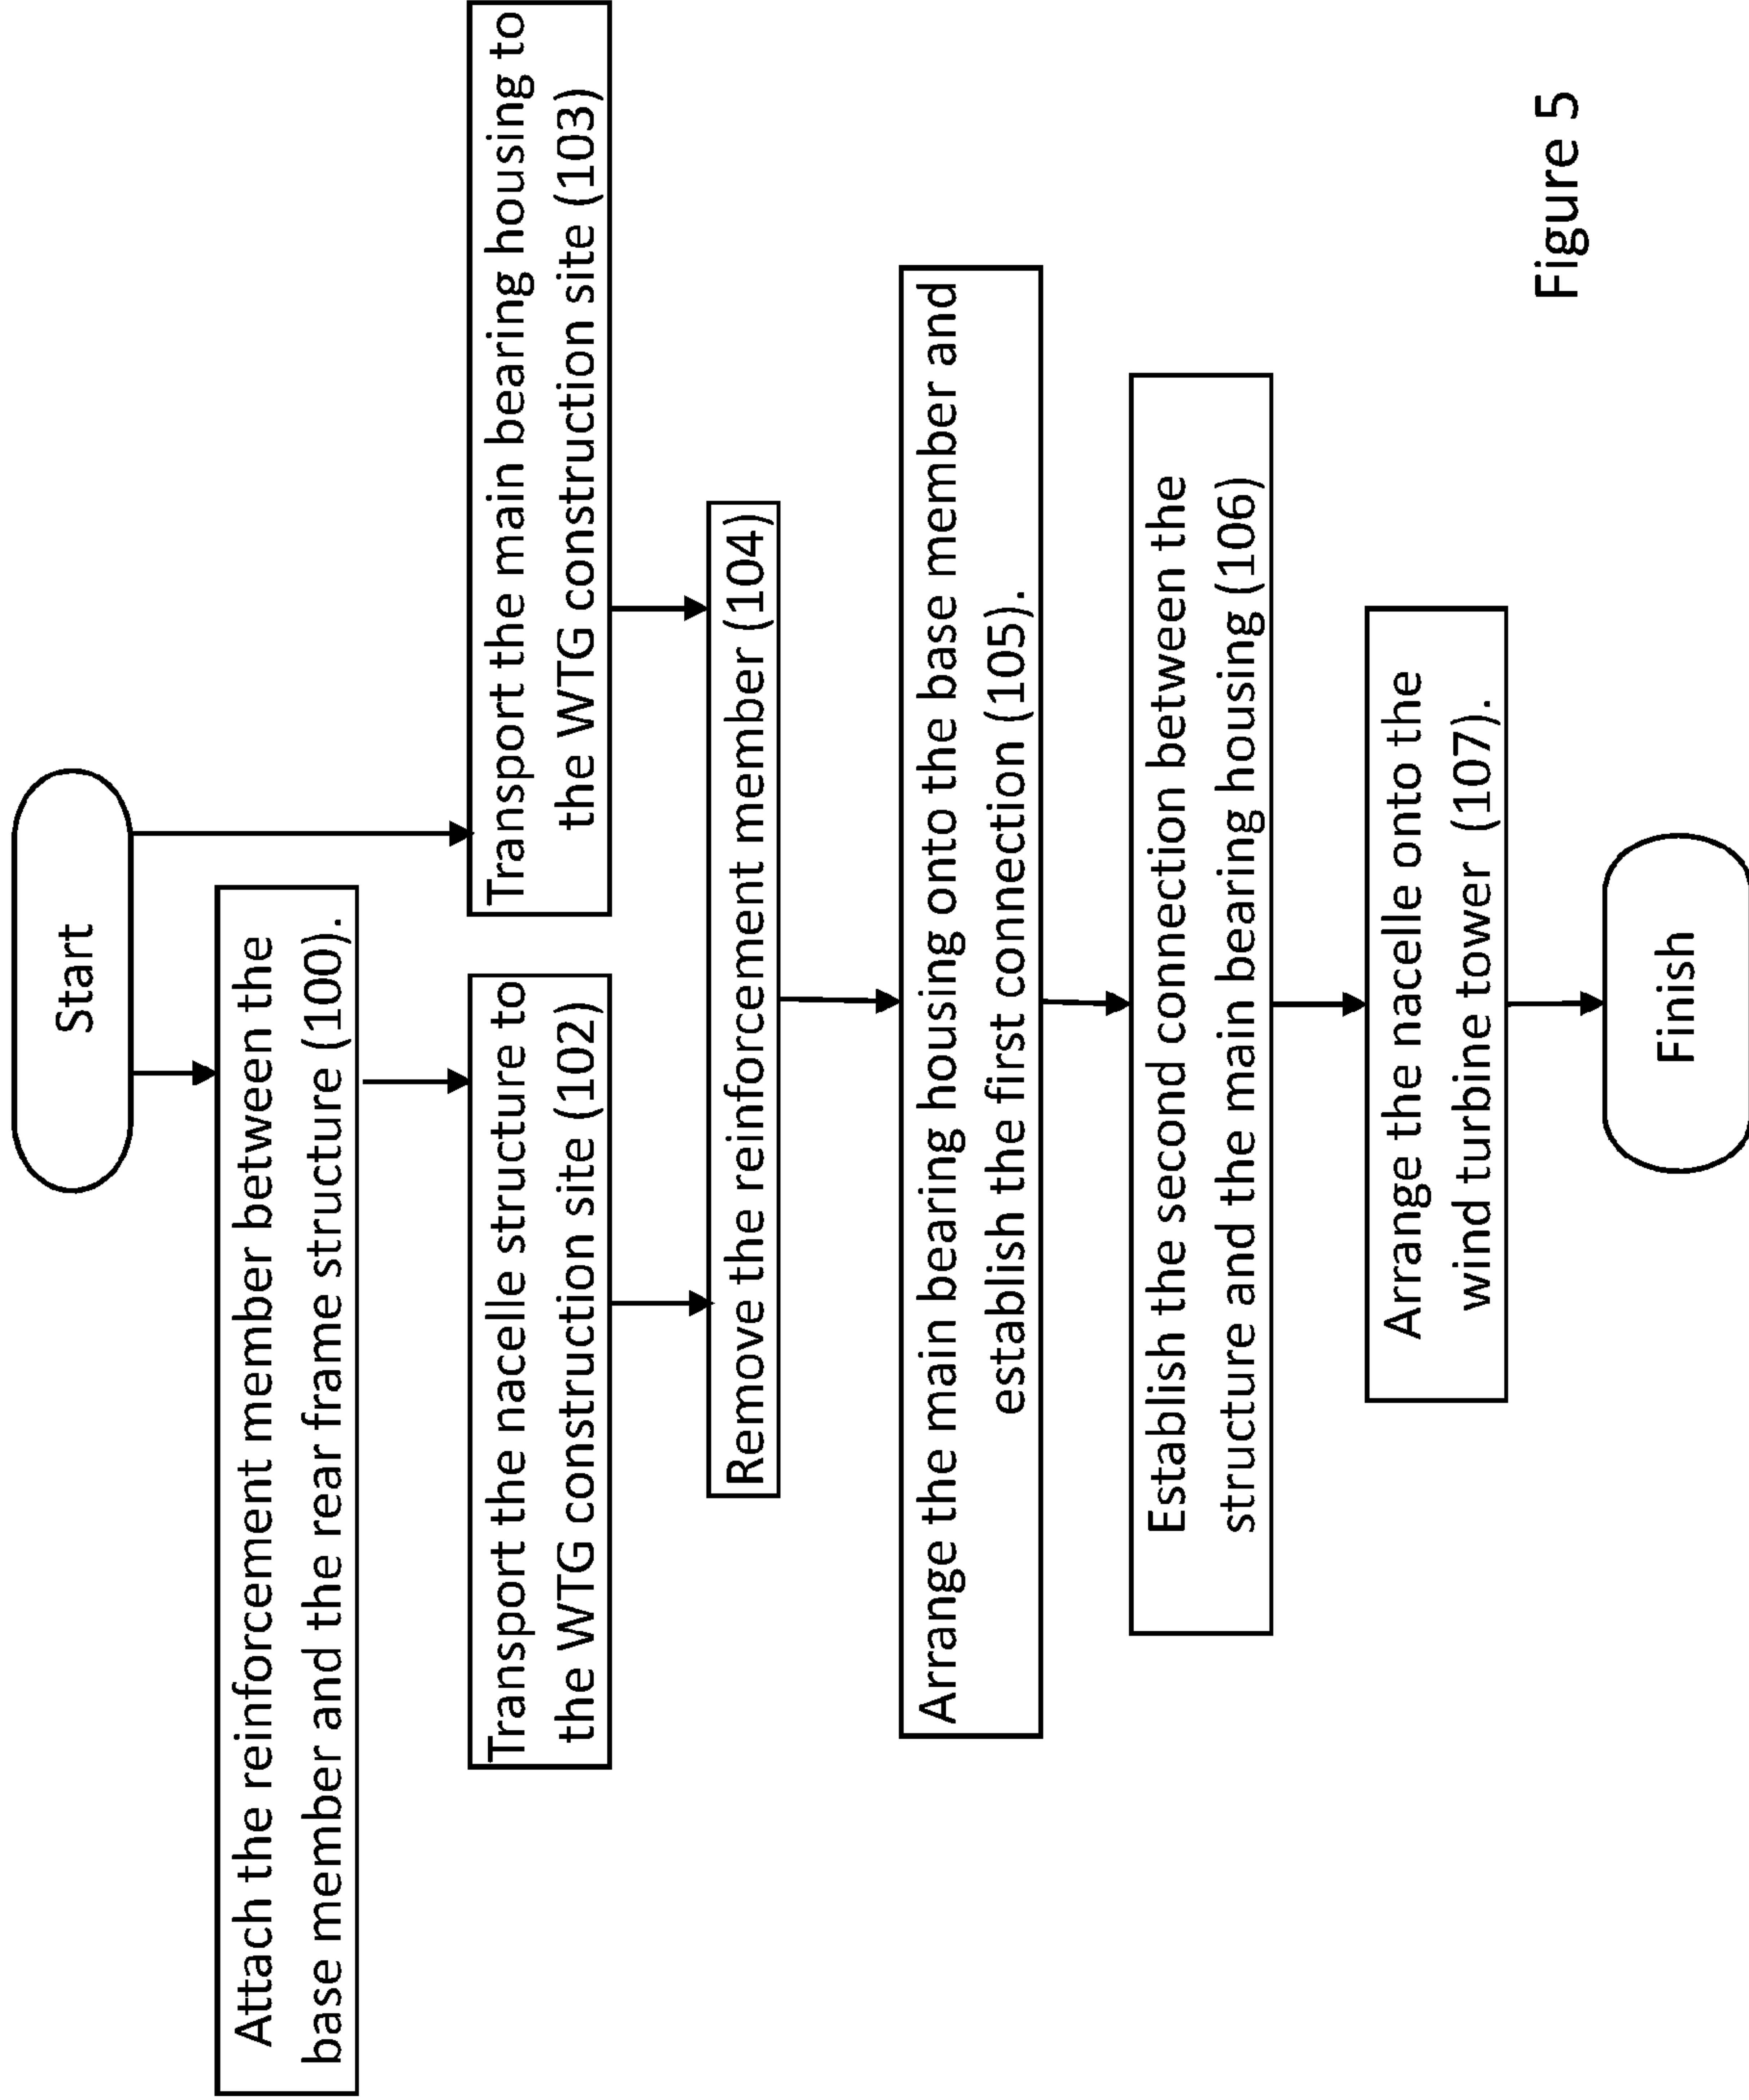 Start
Attach the reinforcement member between the
base member and the rear frame structure (100).
Transport the nacelle structure to
the WTG construction site (102)
Transport the main bearing housing to
the WTG construction site (103)
Remove the reinforcement member (104)
Arrange the main bearing housing onto the base member and
establish the first connection (105).
Establish the second connection between the
structure and the main bearing housing (106)
Arrange the nacelle onto the
wind turbine tower (107).
Finish
Figure 5